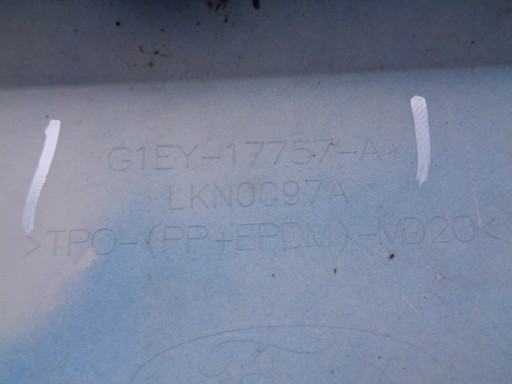 G1EY-17757-A*
LKN0097A
>TPO-(PP+EPDM)-MD20<